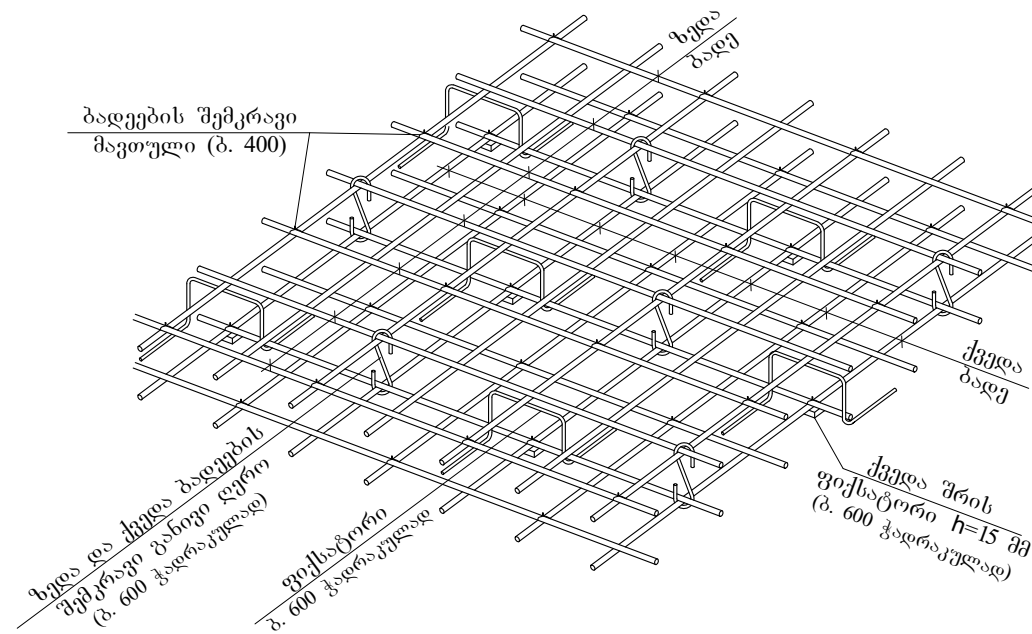 ზედა
ბადე
ბადეების შემკრავი
მავთული (ბ. 400)
ქვედა
ბადე
ქვედა შრის
ფიქსატორი h=15 მმ
(ბ. 600 ჭადრაკულად)
ზედა და ქვედა ბადეების
შემკრავი განივი ღერო
(ბ. 600 ჭადრაკულად)
ფიქსატორი
ბ. 600 ჭადრაკულად